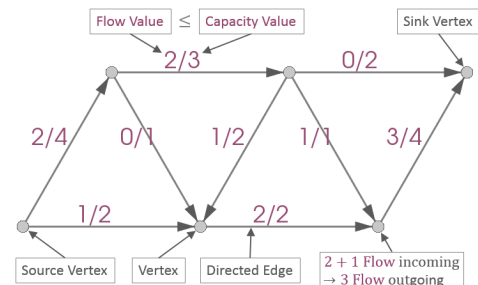 Flow Value ≤ Capacity Value
Sink Vertex
2/3
0/2
2/4
0/1
1/2
1/1
3/4
1/2
2/2
Source Vertex
Vertex
Directed Edge
2 + 1 Flow incoming
→ 3 Flow outgoing